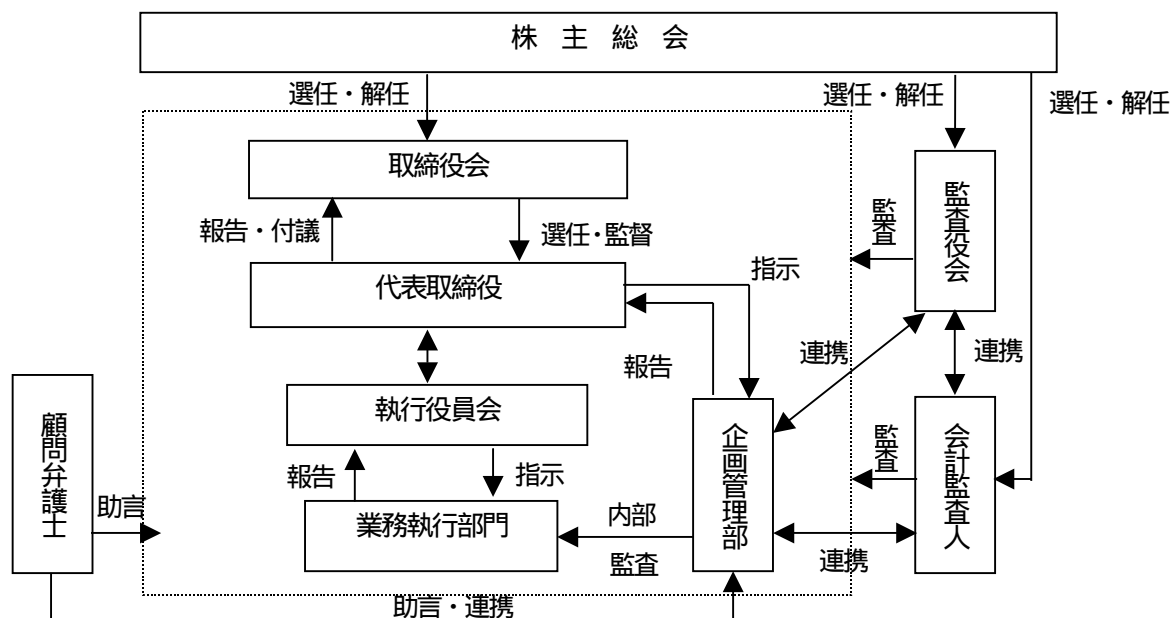 株 主 総 会
選任・解任
選任・解任
選任・解任
取締役会
監査役会
監査
報告・付議
選任・監督
代表取締役
指示
報告
連携
連携
執行役員会
顧問弁護士
企画管理部
会計監査人
監査
報告
指示
助言
業務執行部門
内部
監査
連携
助言・連携